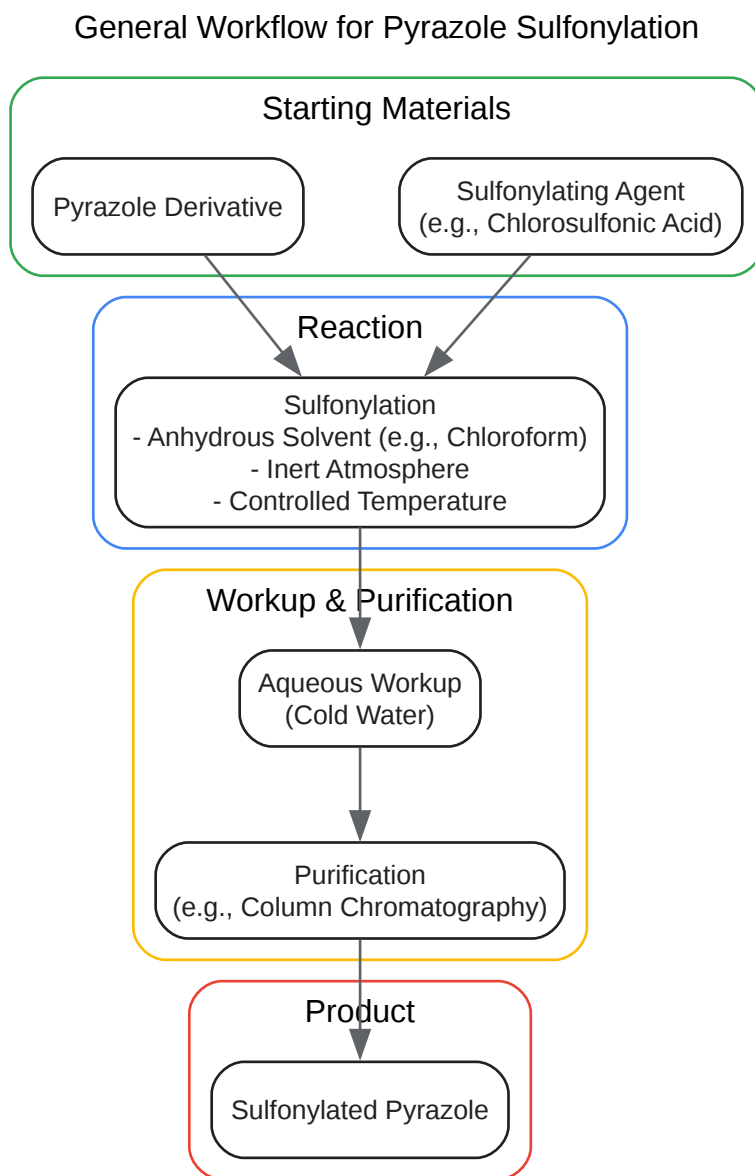 General Workflow for Pyrazole Sulfonylation
Starting Materials
Pyrazole Derivative
Sulfonylating Agent
(e.g., Chlorosulfonic Acid)
Reaction
Sulfonylation
- Anhydrous Solvent (e.g., Chloroform)
- Inert Atmosphere
- Controlled Temperature
Workup & Purification
Aqueous Workup
(Cold Water)
Purification
(e.g., Column Chromatography)
Product
Sulfonylated Pyrazole